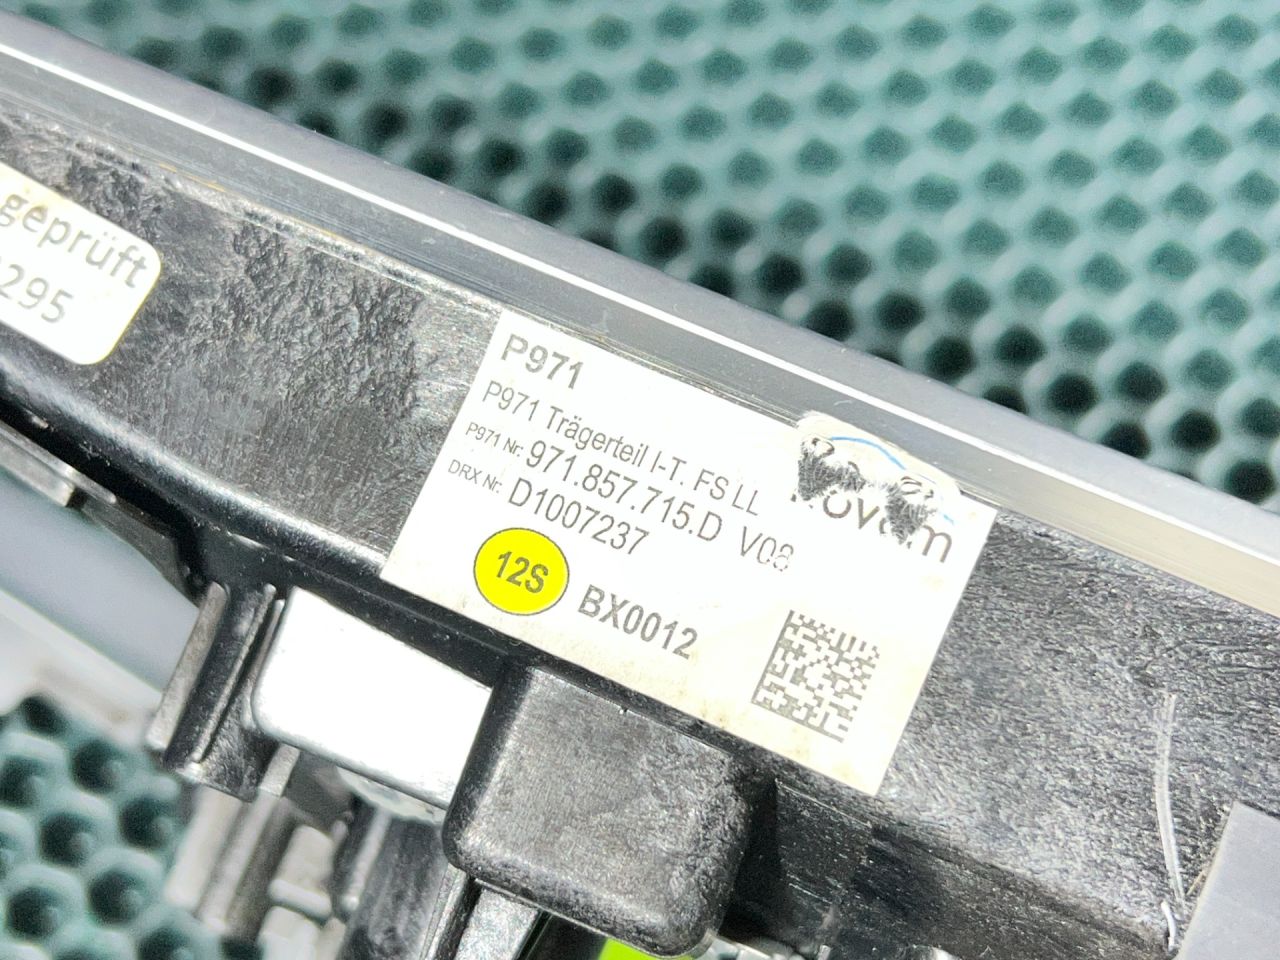 geprüft
295
P971
P971 Trägerteil I-T. FS LL
P971 Nr. 971.857.715.D V08
DRX Nr. D1007237
12S
BX0012